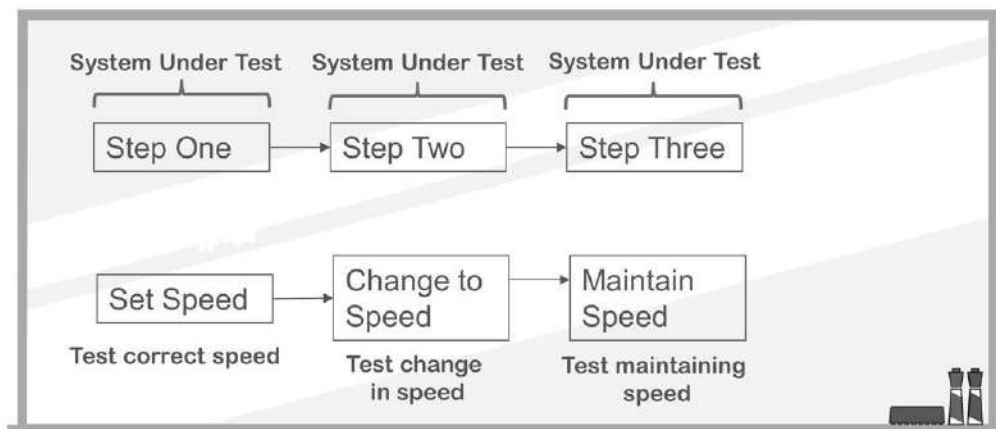 System Under Test System Under Test System Under Test
Step One Step Two Step Three
Set Speed
Change to
Speed
Maintain
Speed
Test correct speed
Test change
in speed
Test maintaining
speed